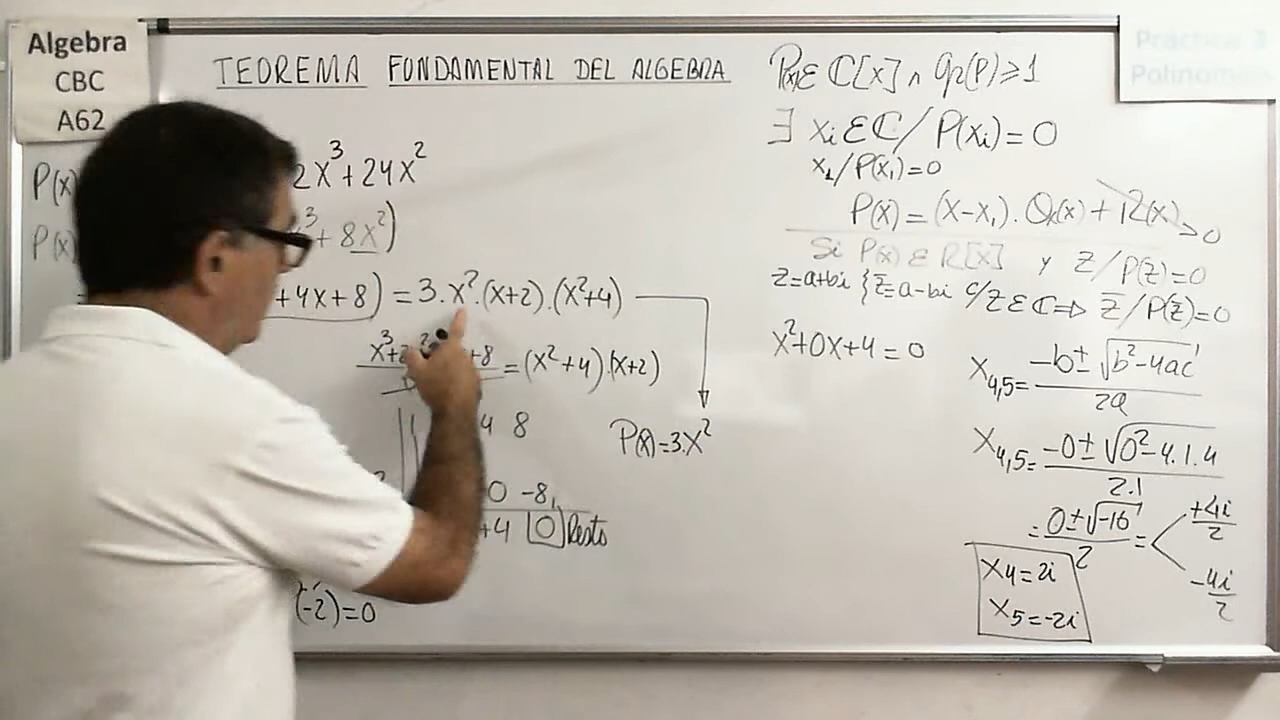 Algebra
CBC
A62
Práctica 3
Polinomios
TEOREMA FUNDAMENTAL DEL ALGEBRA
P(x)
2x³+24x²
P(x)
³+8x²)
+4x+8) = 3.x².(x+2).(x²+4)
+8 = (x²+4).(x+2)
4 8
-0 -8
+4 0 Resto
(-2)=0
P(x)=3.x²
P(x) ∈ ℂ[x] ∧ gr(P)≥1
∃ xi ∈ ℂ / P(xi)=0
x₁/P(x₁)=0
P(x) = (x-x₁).Q(x) + R(x) 0
Si P(x) ∈ R[x] y z/P(z)=0
z=a+bi { z̄=a-bi c/z ∈ ℂ => z̄/P(z̄)=0
x²+0x+4=0
x4,5= -b±√b²-4ac / 2a
x4,5= -0±√0²-4.1.4 / 2.1
= 0±√-16 / 2 = < +4i/2
-4i/2
x4=2i
x5=-2i